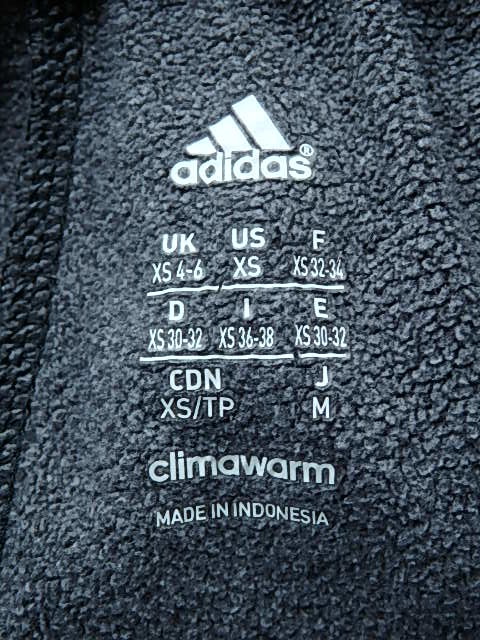 adidas®
UK US F
XS 4-6 XS XS 32-34
D I E
XS 30-32 XS 36-38 XS 30-32
CDN J
XS/TP M
climawarm
MADE IN INDONESIA